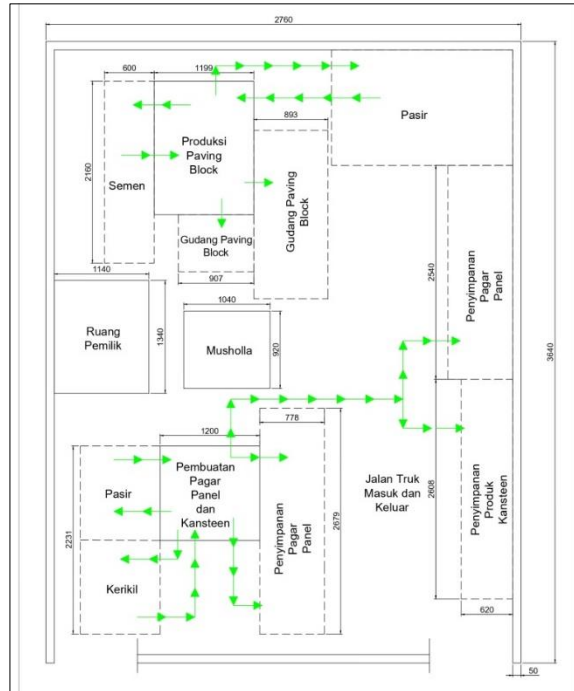 2760
600
1199
893
Pasir
Produksi
Paving
Block
2160
Semen
Gudang Paving
Block
Gudang Paving
Block
907
2540
Penyimpanan
Pagar
Panel
3640
1140
1040
Ruang
Pemilik
1340
Musholla
920
778
1200
Pasir
Pembuatan
Pagar
Panel
dan
Kansteen
2231
Kerikil
Penyimpanan
Pagar
Panel
2679
Jalan Truk
Masuk dan
Keluar
2608
Penyimpanan
Produk
Kansteen
620
50